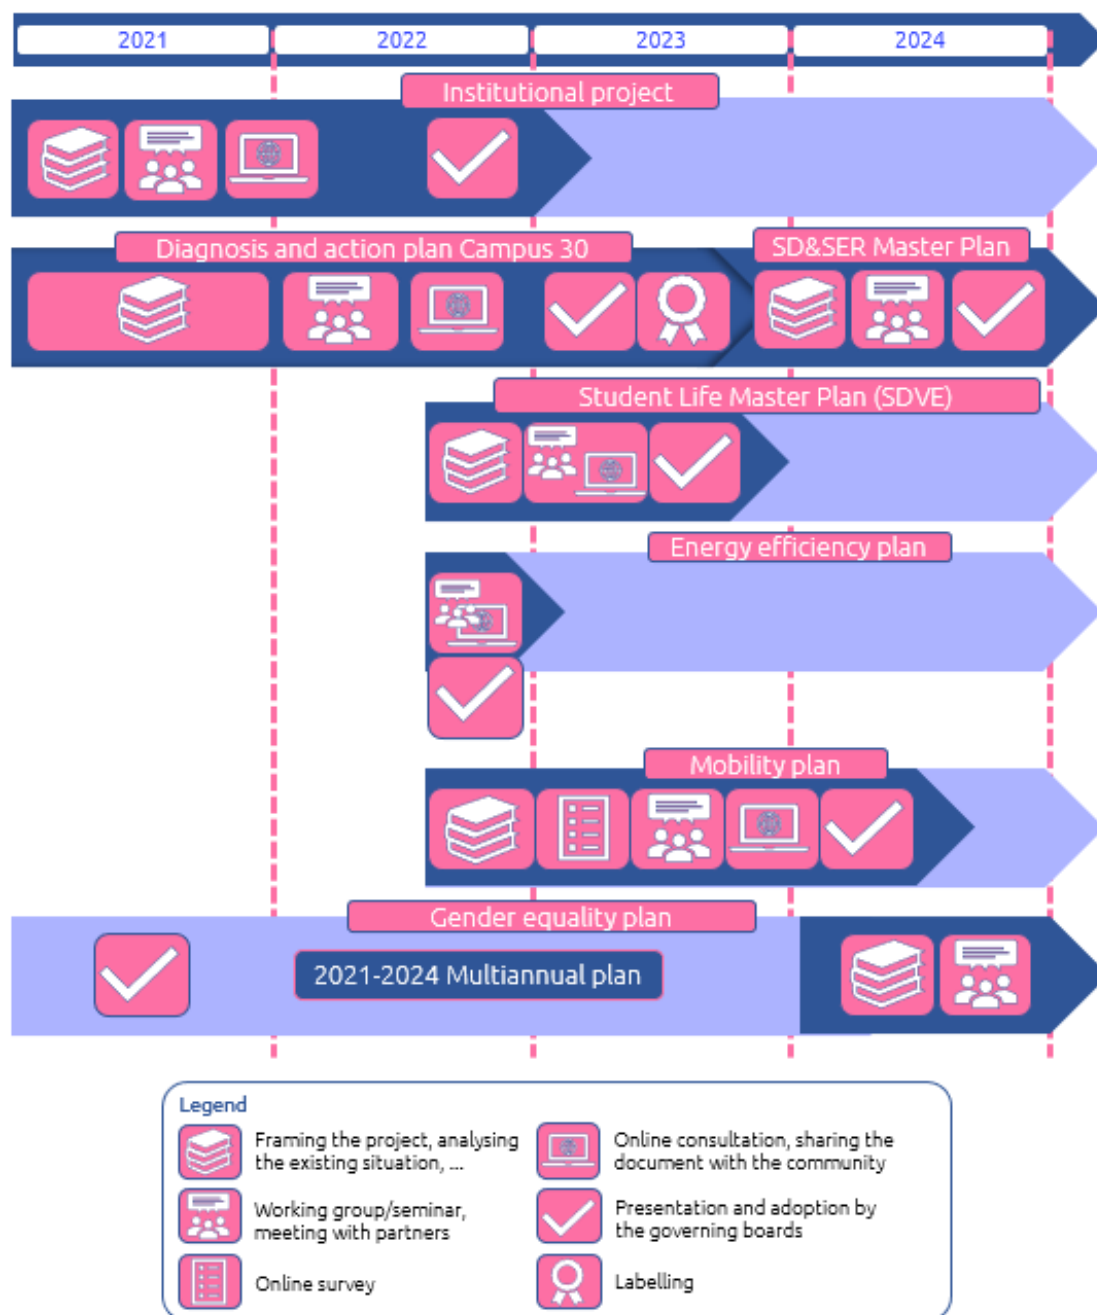 2021
2022
2023
2024
Institutional project
Diagnosis and action plan Campus 30
SD&SER Master Plan
Student Life Master Plan (SDVE)
Energy efficiency plan
Mobility plan
Gender equality plan
2021-2024 Multiannual plan
Legend
Framing the project, analysing
the existing situation, ...
Working group/seminar,
meeting with partners
Online survey
Online consultation, sharing the
document with the community
Presentation and adoption by
the governing boards
Labelling